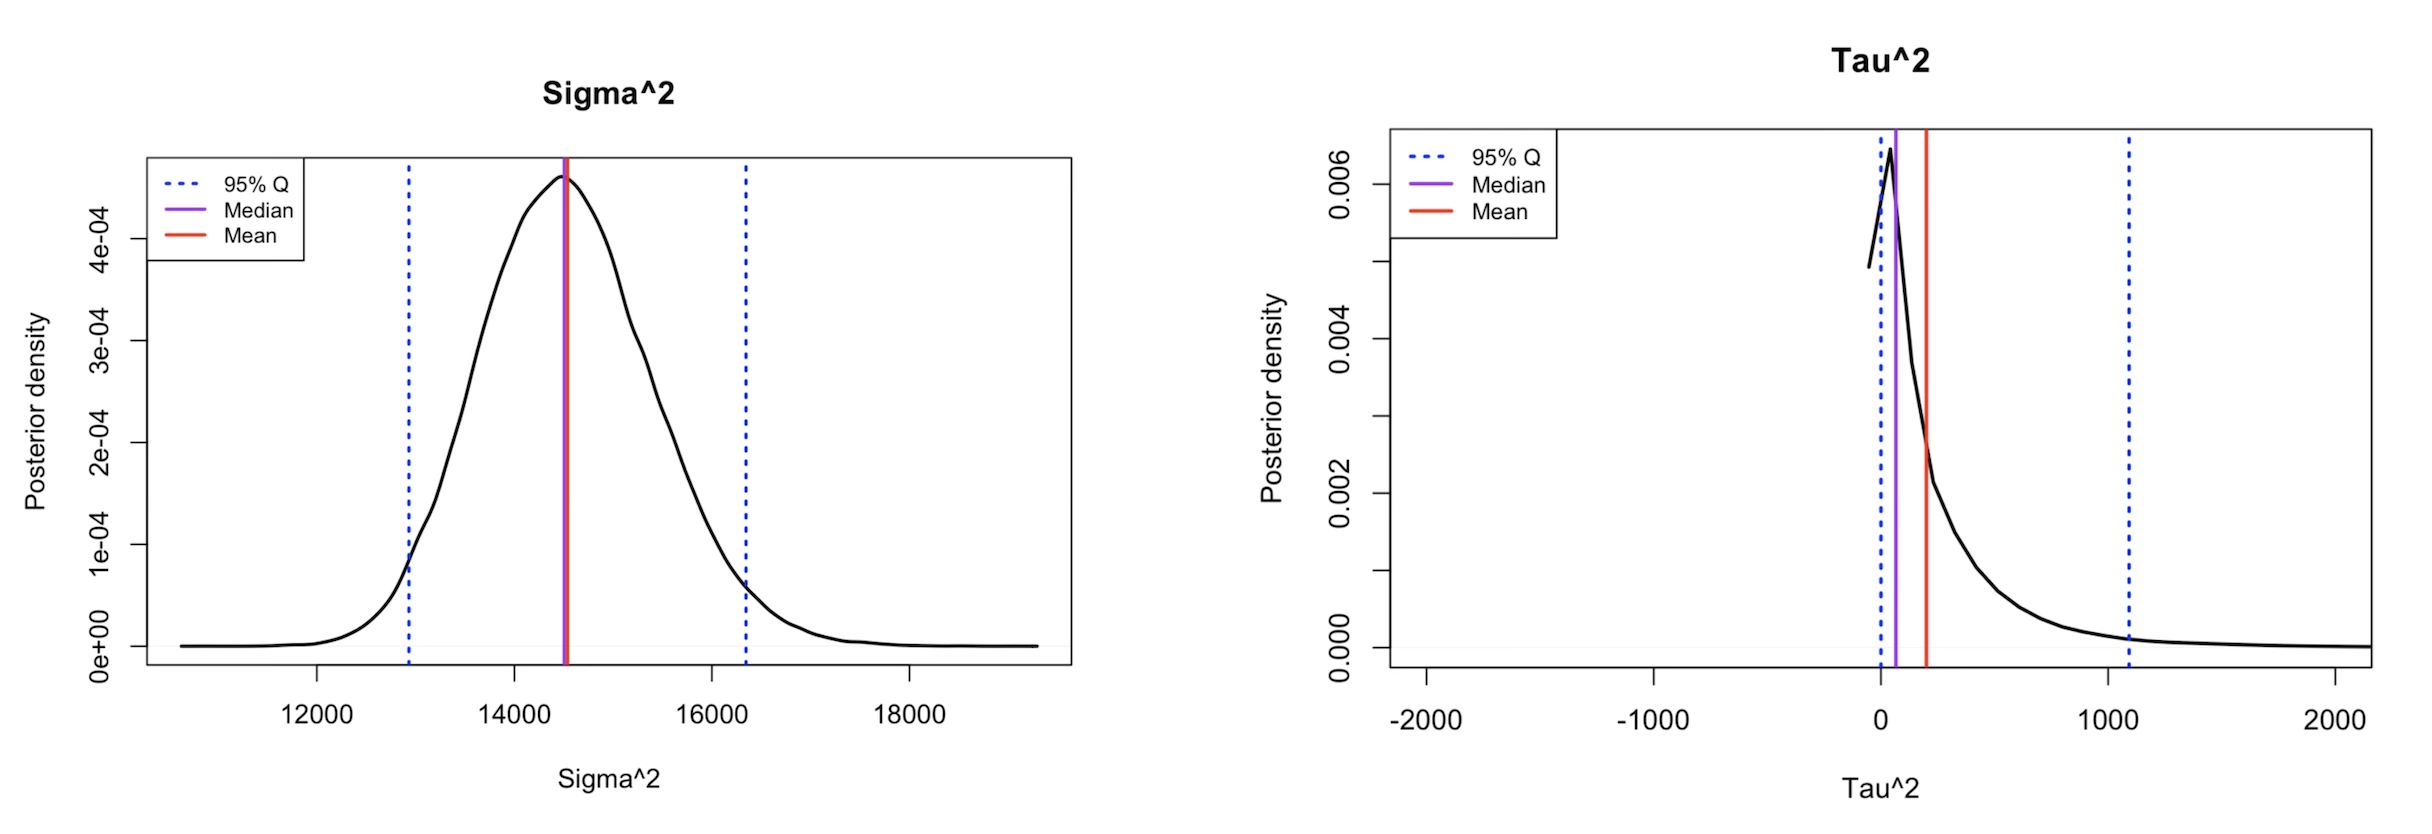 Sigma^2
95% Q
Median
Mean
Posterior density
4e-04
3e-04
2e-04
1e-04
0e+00
12000 14000 16000 18000
Sigma^2
Tau^2
95% Q
Median
Mean
Posterior density
0.006
0.004
0.002
0.000
-2000 -1000 0 1000 2000
Tau^2